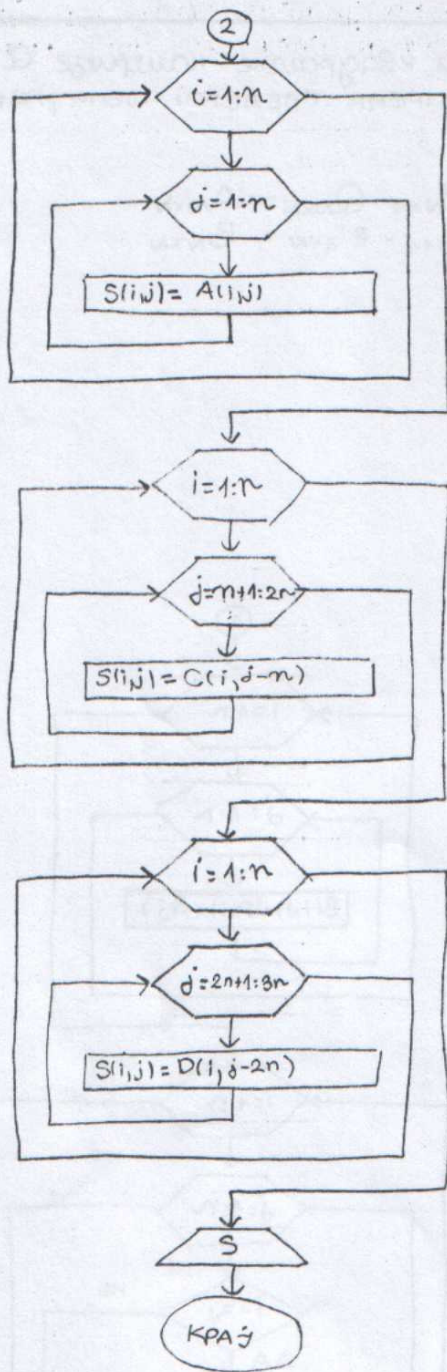 2
i=1:n
j=1:n
S(i,j)= A(i,j)
i=1:n
j=n+1:2n
S(i,j)=C(i,j-n)
i=1:n
j=2n+1:3n
S(i,j)=D(i,j-2n)
S
КРАј